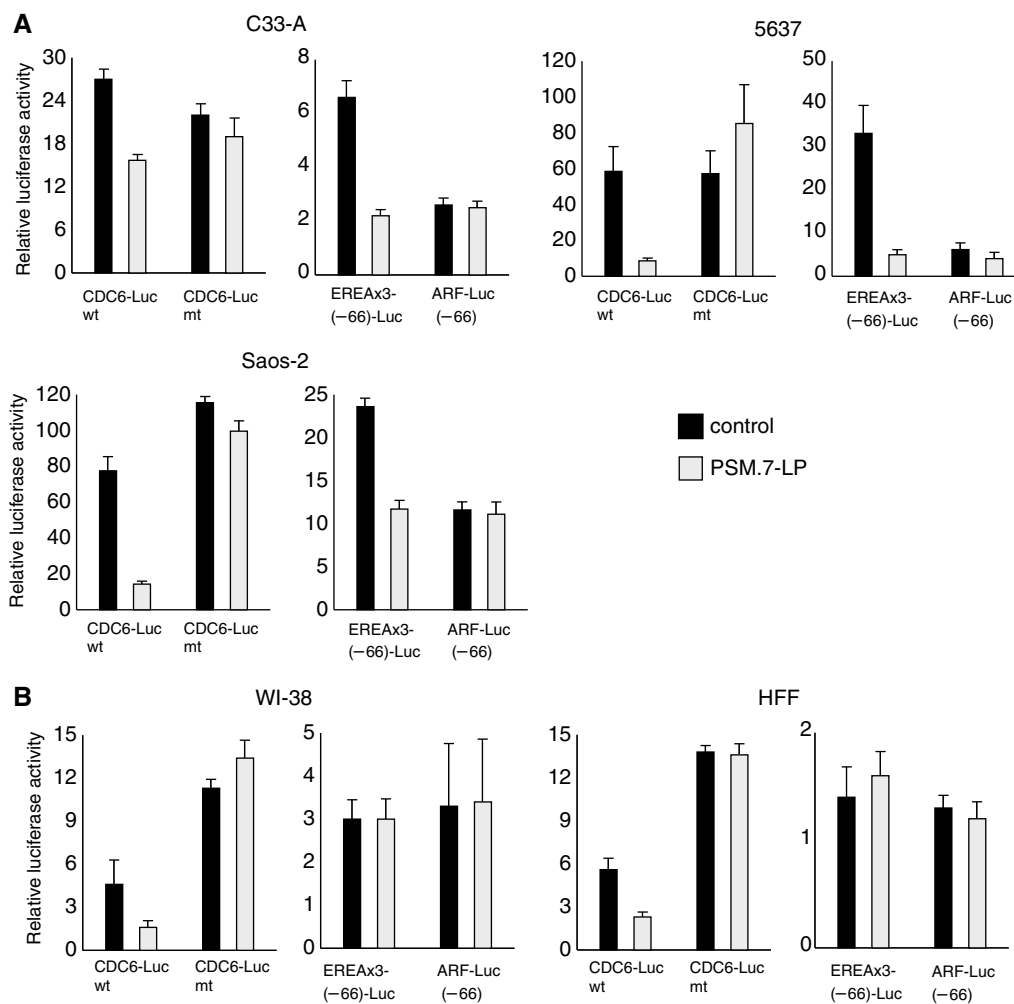 A
C33-A
5637
Relative luciferase activity
30
24
18
12
6
0
CDC6-Luc wt
CDC6-Luc mt
8
6
4
2
0
EREAx3-
(−66)-Luc
ARF-Luc
(−66)
120
100
80
60
40
20
0
CDC6-Luc
wt
CDC6-Luc
mt
50
40
30
20
10
0
EREAx3-
(−66)-Luc
ARF-Luc
(−66)
Saos-2
Relative luciferase activity
120
100
80
60
40
20
0
CDC6-Luc
wt
CDC6-Luc
mt
25
20
15
10
5
0
EREAx3-
(−66)-Luc
ARF-Luc
(−66)
control
PSM.7-LP
B
WI-38
HFF
Relative luciferase activity
15
12
9
6
3
0
CDC6-Luc
wt
CDC6-Luc
mt
5
4
3
2
1
0
EREAx3-
(−66)-Luc
ARF-Luc
(−66)
15
12
9
6
3
0
CDC6-Luc
wt
CDC6-Luc
mt
2
1
0
EREAx3-
(−66)-Luc
ARF-Luc
(−66)